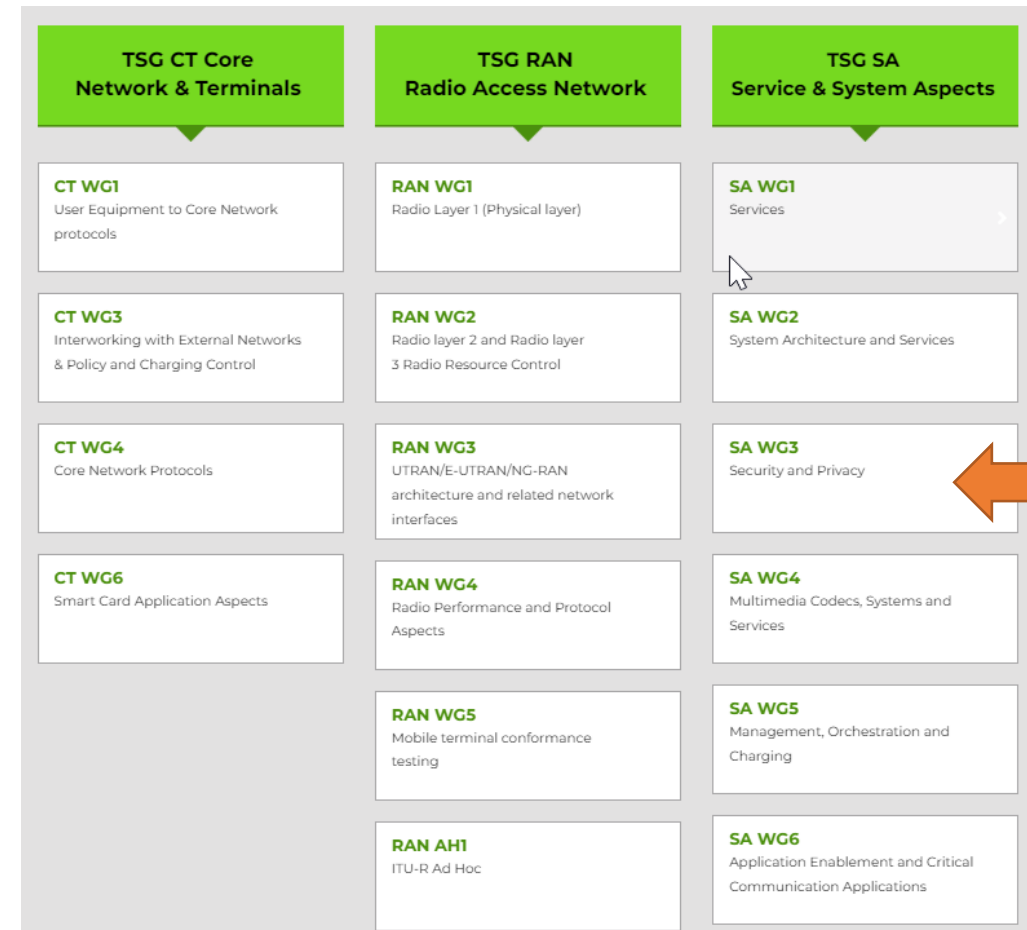 TSG CT Core
Network & Terminals
CT WG1
User Equipment to Core Network
protocols
CT WG3
Interworking with External Networks
& Policy and Charging Control
CT WG4
Core Network Protocols
CT WG6
Smart Card Application Aspects
TSG RAN
Radio Access Network
RAN WG1
Radio Layer 1 (Physical layer)
RAN WG2
Radio layer 2 and Radio layer
3 Radio Resource Control
RAN WG3
UTRAN/E-UTRAN/NG-RAN
architecture and related network
interfaces
RAN WG4
Radio Performance and Protocol
Aspects
RAN WG5
Mobile terminal conformance
testing
RAN AH1
ITU-R Ad Hoc
TSG SA
Service & System Aspects
SA WG1
Services
SA WG2
System Architecture and Services
SA WG3
Security and Privacy
SA WG4
Multimedia Codecs, Systems and
Services
SA WG5
Management, Orchestration and
Charging
SA WG6
Application Enablement and Critical
Communication Applications